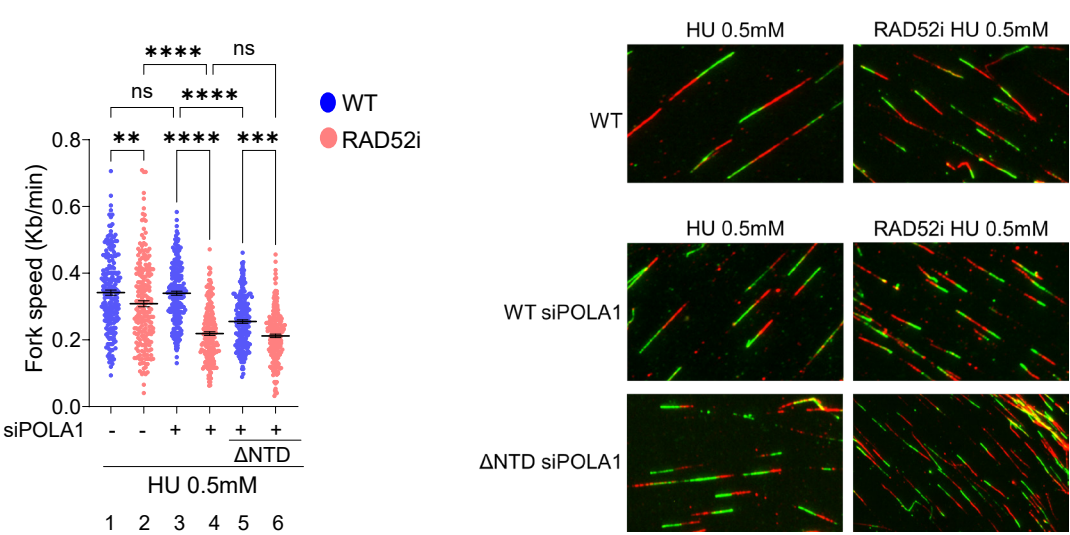 **** ns
ns ****
** **** ***
WT
RAD52i
Fork speed (Kb/min)
0.8
0.6
0.4
0.2
0.0
siPOLA1 - - + + + +
ΔNTD
HU 0.5mM
1 2 3 4 5 6
HU 0.5mM RAD52i HU 0.5mM
WT
HU 0.5mM RAD52i HU 0.5mM
WT siPOLA1
ΔNTD siPOLA1